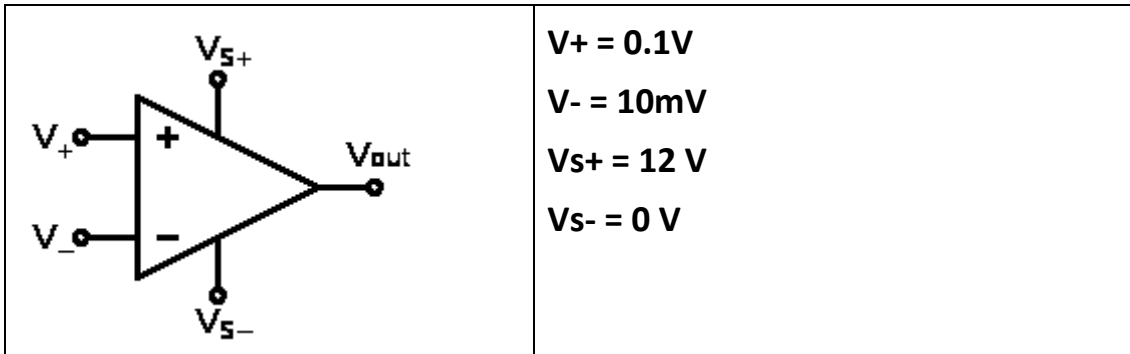 V+ = 0.1V
V- = 10mV
Vs+ = 12 V
Vs- = 0 V
VS+
V+
+
Vout
V−
−
VS−